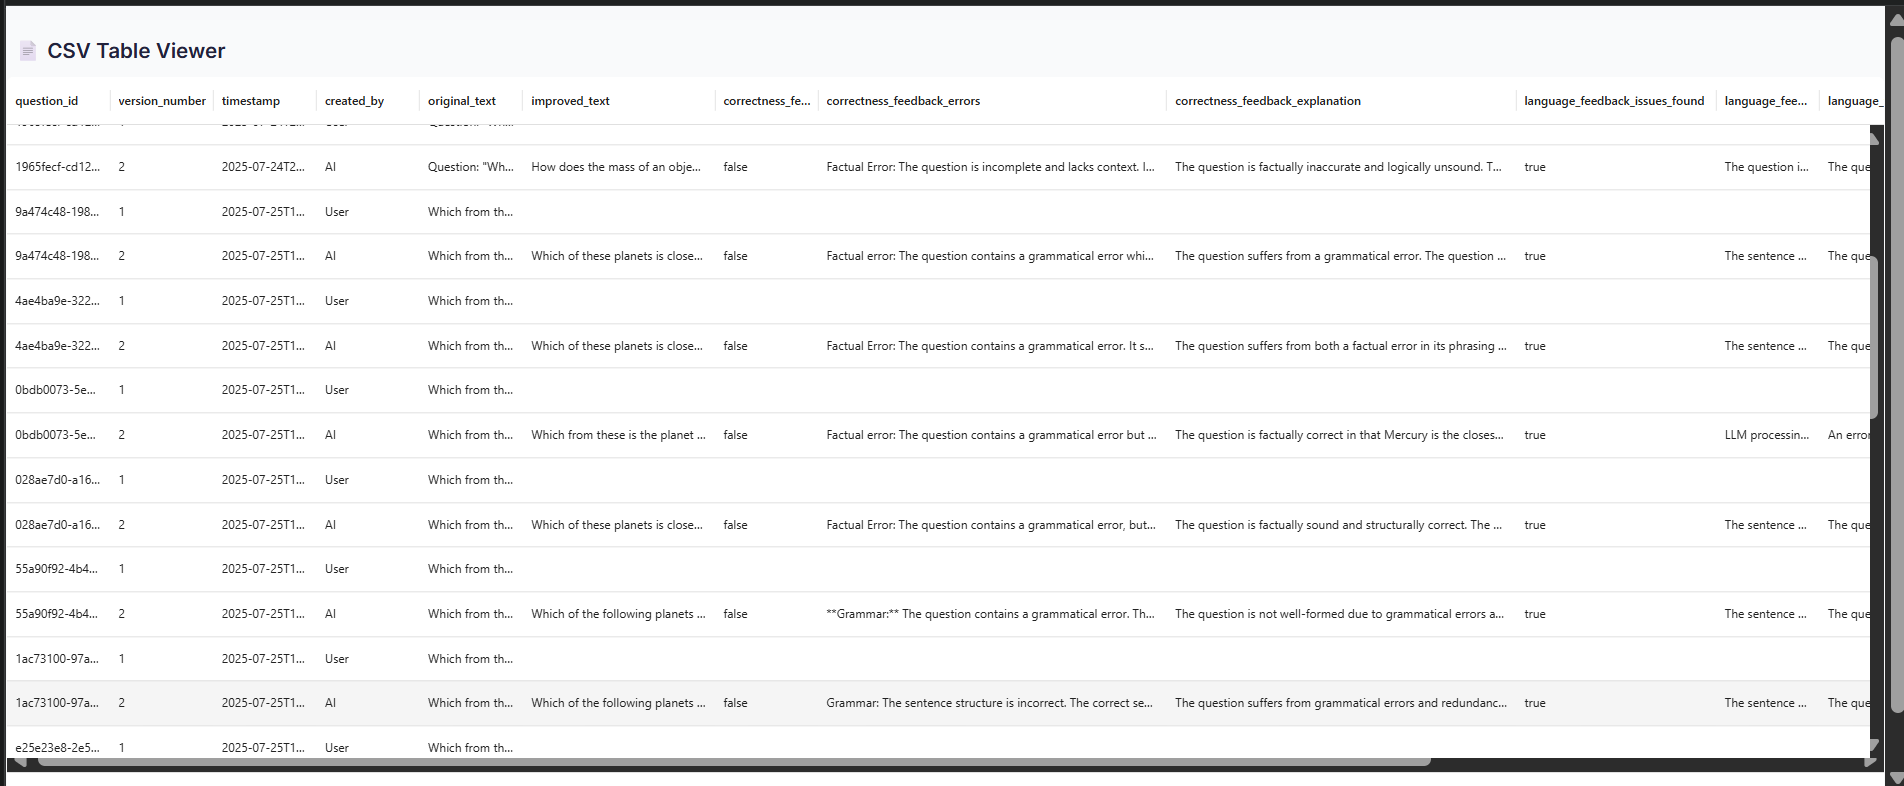 CSV Table Viewer
question_id version_number timestamp created_by original_text improved_text correctness_fe... correctness_feedback_errors correctness_feedback_explanation language_feedback_issues_found language_fee... language_
1965fecf-cd12... 2 2025-07-24T2... AI Question: "Wh... How does the mass of an obje... false Factual Error: The question is incomplete and lacks context. I... The question is factually inaccurate and logically unsound. T... true The question i... The que
9a474c48-198... 1 2025-07-25T1... User Which from th...
9a474c48-198... 2 2025-07-25T1... AI Which from th... Which of these planets is close... false Factual error: The question contains a grammatical error whi... The question suffers from a grammatical error. The question ... true The sentence ... The que
4ae4ba9e-322... 1 2025-07-25T1... User Which from th...
4ae4ba9e-322... 2 2025-07-25T1... AI Which from th... Which of these planets is close... false Factual Error: The question contains a grammatical error. It s... The question suffers from both a factual error in its phrasing ... true The sentence ... The que
0bdb0073-5e... 1 2025-07-25T1... User Which from th...
0bdb0073-5e... 2 2025-07-25T1... AI Which from th... Which from these is the planet ... false Factual error: The question contains a grammatical error but ... The question is factually correct in that Mercury is the closes... true LLM processin... An error
028ae7d0-a16... 1 2025-07-25T1... User Which from th...
028ae7d0-a16... 2 2025-07-25T1... AI Which from th... Which of these planets is close... false Factual Error: The question contains a grammatical error, but... The question is factually sound and structurally correct. The ... true The sentence ... The que
55a90f92-4b4... 1 2025-07-25T1... User Which from th...
55a90f92-4b4... 2 2025-07-25T1... AI Which from th... Which of the following planets ... false **Grammar:** The question contains a grammatical error. Th... The question is not well-formed due to grammatical errors a... true The sentence ... The que
1ac73100-97a... 1 2025-07-25T1... User Which from th...
1ac73100-97a... 2 2025-07-25T1... AI Which from th... Which of the following planets ... false Grammar: The sentence structure is incorrect. The correct se... The question suffers from grammatical errors and redundanc... true The sentence ... The que
e25e23e8-2e5... 1 2025-07-25T1... User Which from th...